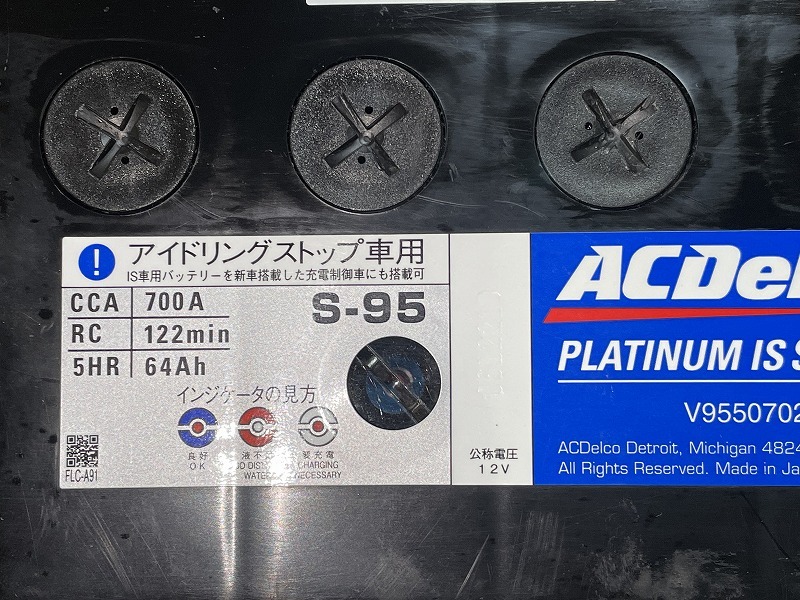 ! アイドリングストップ車用
IS車用バッテリーを新車搭載した充電制御車にも搭載可
CCA 700A
RC 122min
5HR 64Ah
S-95
インジケータの見方
良好
OK
要充電
CHARGING
NECESSARY
FLC-A91
公称電圧
12V
ACDel
PLATINUM IS
V9550702
ACDelco Detroit, Michigan 4824
All Rights Reserved. Made in Ja